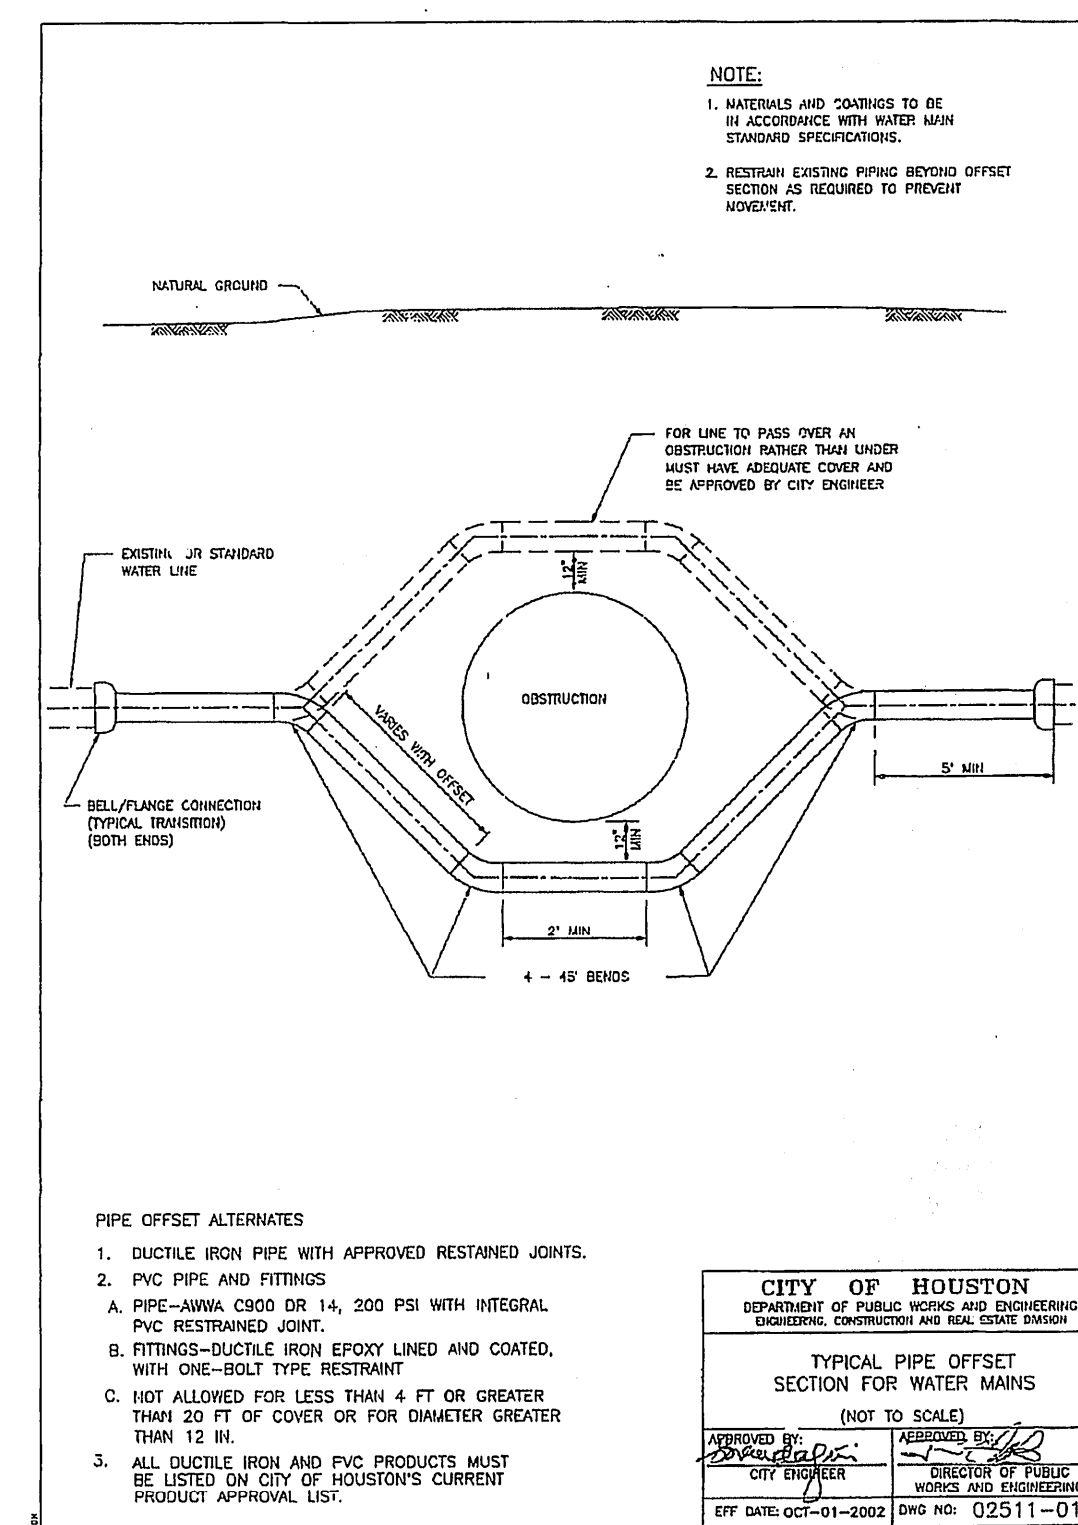 NOTE:
1. MATERIALS AND COATINGS TO BE
IN ACCORDANCE WITH WATER MAIN
STANDARD SPECIFICATIONS.
2. RESTRAIN EXISTING PIPING BEYOND OFFSET
SECTION AS REQUIRED TO PREVENT
MOVEMENT.
NATURAL GROUND
FOR LINE TO PASS OVER AN
OBSTRUCTION RATHER THAN UNDER
MUST HAVE ADEQUATE COVER AND
BE APPROVED BY CITY ENGINEER
EXISTING OR STANDARD
WATER LINE
12"
MIN
OBSTRUCTION
VARIES WITH OFFSET
5' MIN
BELL/FLANGE CONNECTION
(TYPICAL TRANSITION)
(BOTH ENDS)
12"
MIN
2' MIN
4 - 45° BENDS
PIPE OFFSET ALTERNATES
1. DUCTILE IRON PIPE WITH APPROVED RESTAINED JOINTS.
2. PVC PIPE AND FITTINGS
A. PIPE-AWWA C900 DR 14, 200 PSI WITH INTEGRAL
PVC RESTRAINED JOINT.
B. FITTINGS-DUCTILE IRON EPOXY LINED AND COATED,
WITH ONE-BOLT TYPE RESTRAINT
C. NOT ALLOWED FOR LESS THAN 4 FT OR GREATER
THAN 20 FT OF COVER OR FOR DIAMETER GREATER
THAN 12 IN.
3. ALL DUCTILE IRON AND PVC PRODUCTS MUST
BE LISTED ON CITY OF HOUSTON'S CURRENT
PRODUCT APPROVAL LIST.
CITY OF HOUSTON
DEPARTMENT OF PUBLIC WORKS AND ENGINEERING
ENGINEERING, CONSTRUCTION AND REAL ESTATE DIVISION
TYPICAL PIPE OFFSET
SECTION FOR WATER MAINS
(NOT TO SCALE)
APPROVED BY:
CITY ENGINEER
APPROVED BY:
DIRECTOR OF PUBLIC
WORKS AND ENGINEERING
EFF DATE: OCT-01-2002
DWG NO: 02511-01